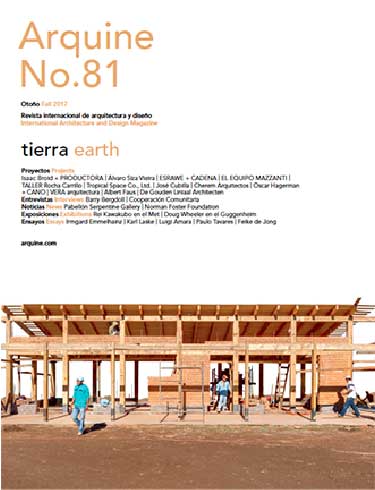 Arquine
No.81
Otoño Fall 2017
Revista internacional de arquitectura y diseño
International Architecture and Design Magazine
tierra earth
Proyectos Projects
Isaac Broid + PRODUCTORA | Álvaro Siza Vieira | ESRAWE + CADENA | EL EQUIPO MAZZANTI |
TALLER Rocha Carrillo | Tropical Space Co., Ltd. | José Cubilla | Oherem Arquitectos | Óscar Hagerman
+ CANO | VERA arquitectura | Albert Faus | De Gouden Liniaal Architecten
Entrevistas Interviews Barry Bergdoll | Cooperación Comunitaria
Noticias News Pabellón Serpentine Gallery | Norman Foster Foundation
Exposiciones Exhibitions Rei Kawakubo en el Met | Doug Wheeler en el Guggenheim
Ensayos Essays Irmgard Emmelhainz | Karl Laske | Luigi Amara | Paulo Tavares | Feike de Jong
arquine.com